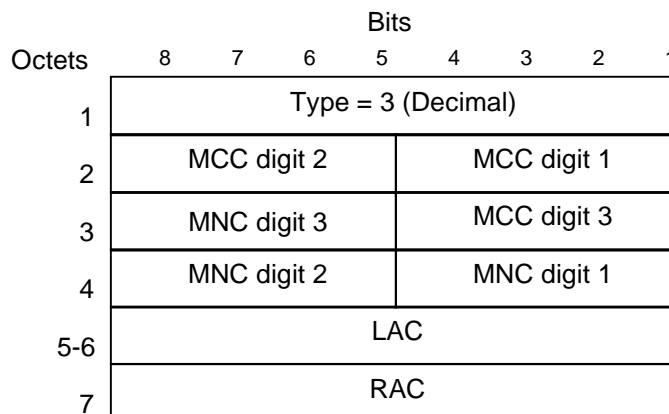 Bits
Octets 8 7 6 5 4 3 2 1
1 Type = 3 (Decimal)
2 MCC digit 2 MCC digit 1
3 MNC digit 3 MCC digit 3
4 MNC digit 2 MNC digit 1
5-6 LAC
7 RAC